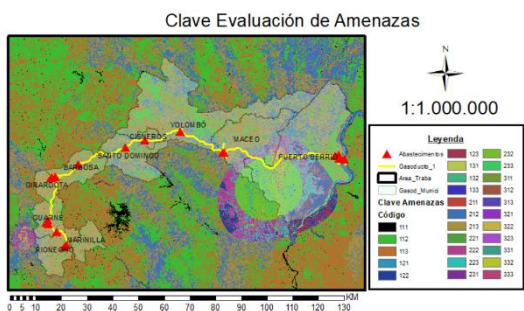 Clave Evaluación de Amenazas
N
1:1.000.000
YOLOMBÓ
CISNEROS
MACEO
SANTO DOMINGO
BARBOSA
PUERTO BERRI
GIRARDOTA
GUARNE
MARINILLA
RIONEGRO
Leyenda
Abastecimientos
Gasoducto_1
Area_Traba
Gasod_Munici
Clave Amenazas
Código
111
112
113
121
122
123
131
132
133
211
212
213
221
222
223
231
232
233
311
312
313
321
322
323
331
332
333
0 10 20 30 40 50 60 70 80 90 100 110 120 130
KM